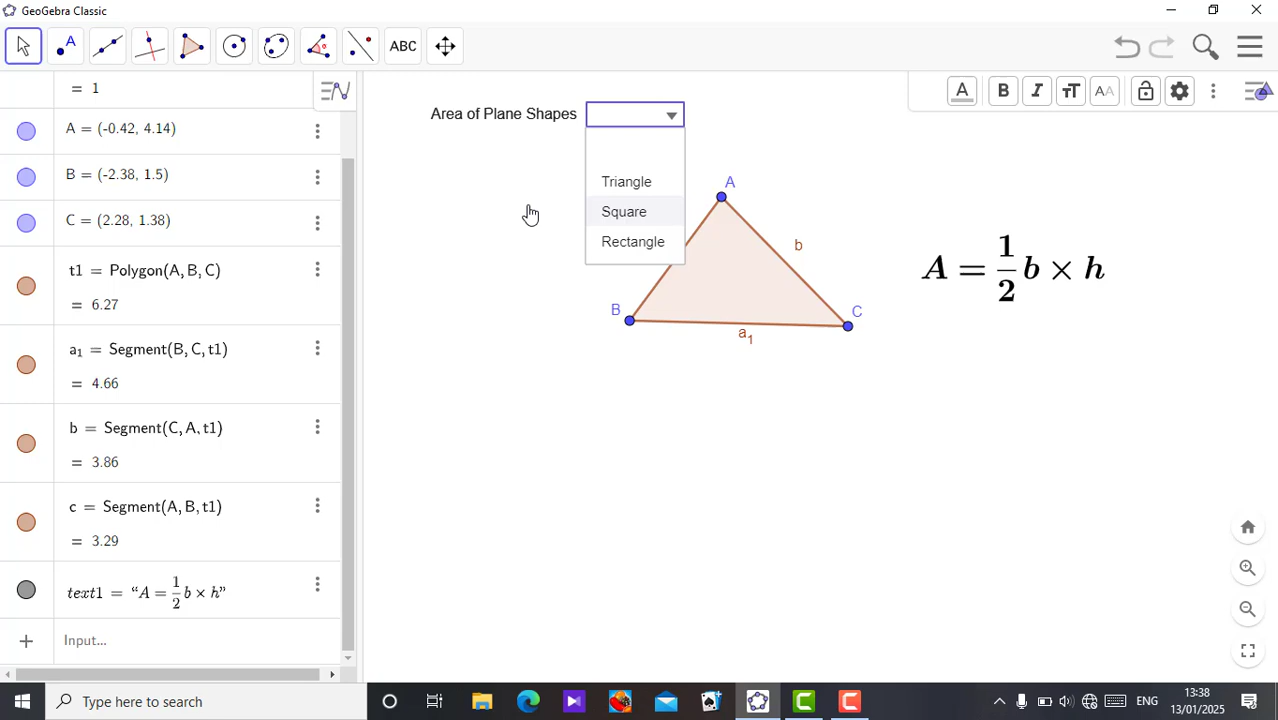 GeoGebra Classic
A
ABC
A B I TT AA
= 1
A = (-0.42, 4.14)
B = (-2.38, 1.5)
C = (2.28, 1.38)
t1 = Polygon(A, B, C)
= 6.27
a₁ = Segment(B, C, t1)
= 4.66
b = Segment(C, A, t1)
= 3.86
c = Segment(A, B, t1)
= 3.29
text1 = “A = 1/2 b × h”
Input...
Area of Plane Shapes
Triangle
Square
Rectangle
A
b
B
C
a₁
A = 1/2 b × h
Type here to search
ENG
13:38
13/01/2025